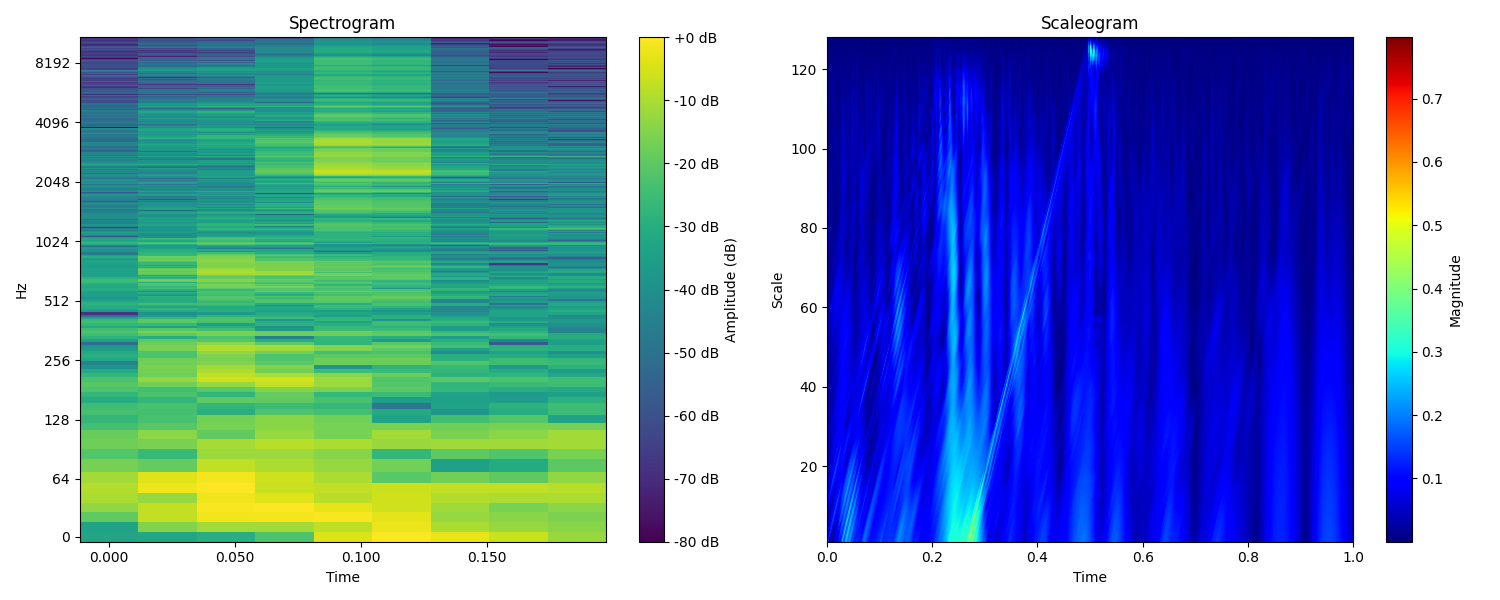 Spectrogram
8192
4096
2048
1024
512
256
128
64
0
Hz
0.000
0.050
0.100
0.150
Time
+0 dB
-10 dB
-20 dB
-30 dB
-40 dB
-50 dB
-60 dB
-70 dB
-80 dB
Amplitude (dB)
Scaleogram
120
100
80
60
40
20
Scale
0.0
0.2
0.4
0.6
0.8
1.0
Time
0.7
0.6
0.5
0.4
0.3
0.2
0.1
Magnitude